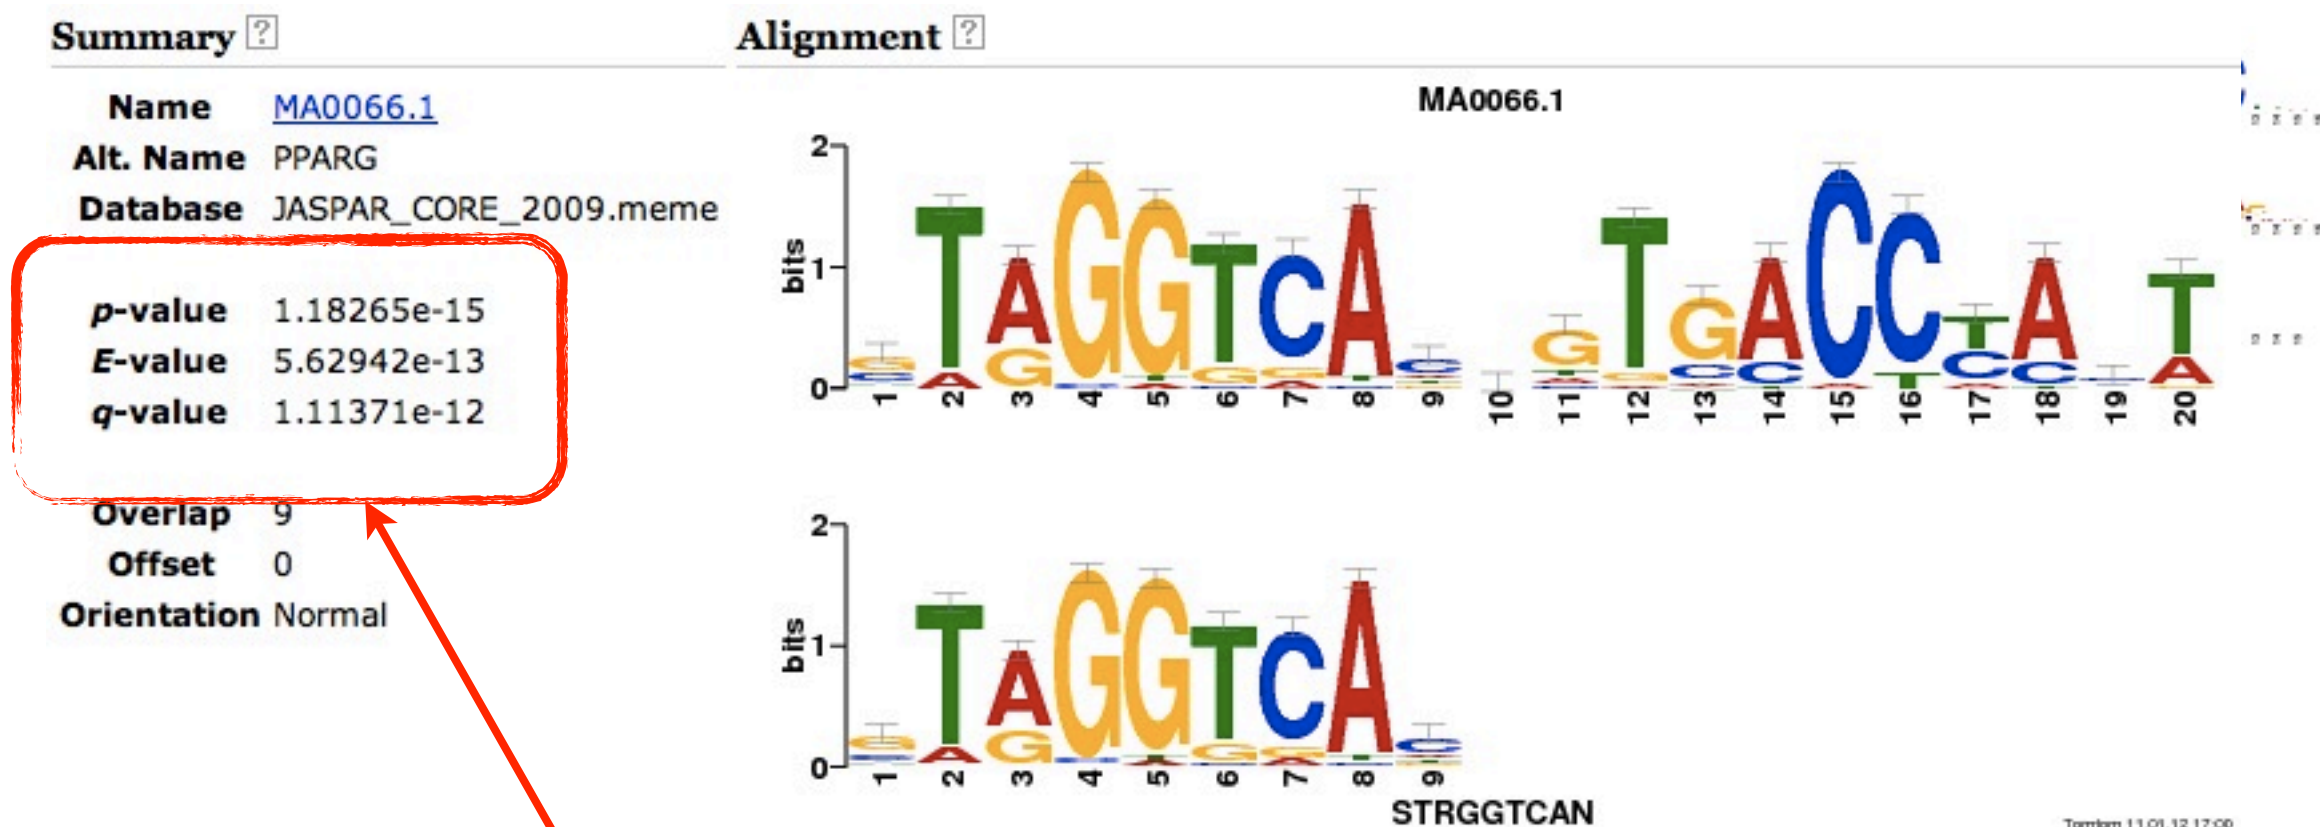 Summary ?
Name MA0066.1
Alt. Name PPARG
Database JASPAR_CORE_2009.meme
p-value 1.18265e-15
E-value 5.62942e-13
q-value 1.11371e-12
Overlap 9
Offset 0
Orientation Normal
Alignment ?
MA0066.1
2
bits
1
0
1 2 3 4 5 6 7 8 9 10 11 12 13 14 15 16 17 18 19 20
2
bits
1
0
1 2 3 4 5 6 7 8 9
STRGGTCAN